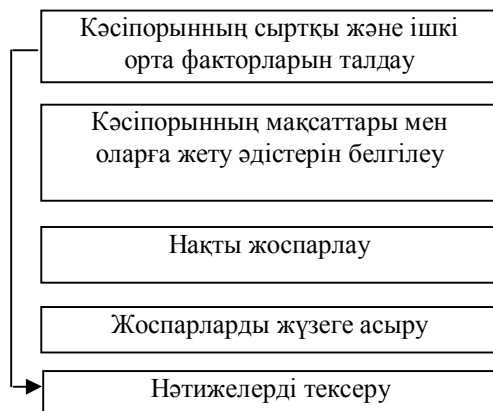 Кәсіпорынның сыртқы және ішкі
орта факторларын талдау
Кәсіпорынның мақсаттары мен
оларға жету әдістерін белгілеу
Нақты жоспарлау
Жоспарларды жүзеге асыру
Нәтижелерді тексеру